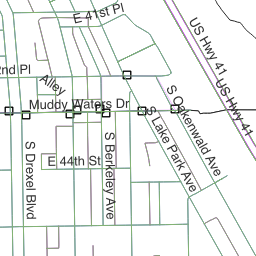 E 41st Pl
US Hwy 41
US Hwy 41
2nd Pl
Alley
Muddy Waters Dr
S Oakenwald Ave
S Lake Park Ave
S Drexel Blvd
E 44th St
S Berkeley Ave